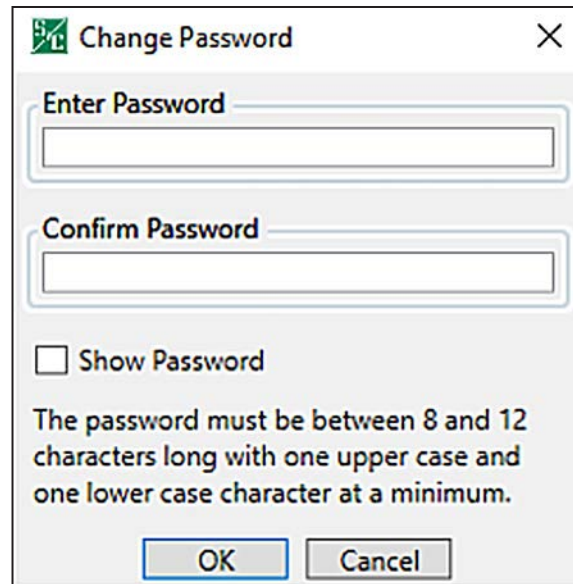 S/C Change Password
Enter Password
Confirm Password
Show Password
The password must be between 8 and 12
characters long with one upper case and
one lower case character at a minimum.
OK Cancel